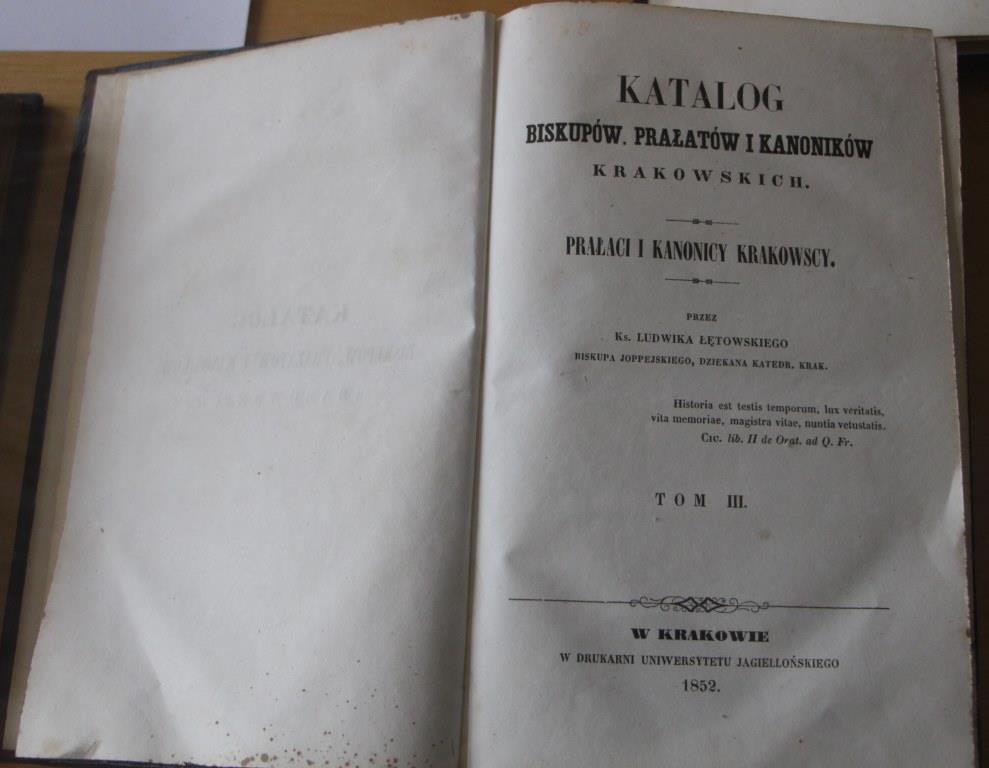 KATALOG
BISKUPÓW, PRAŁATÓW I KANONIKÓW
KRAKOWSKICH.
PRAŁACI I KANONICY KRAKOWSCY.
PRZEZ
Ks. LUDWIKA ŁĘTOWSKIEGO
BISKUPA JOPPEJSKIEGO, DZIEKANA KATEDR. KRAK.
Historia est testis temporum, lux veritatis,
vita memoriae, magistra vitae, nuntia vetustatis.
Cic. lib. II de Orat. ad Q. Fr.
TOM III.
W KRAKOWIE
W DRUKARNI UNIWERSYTETU JAGIELLOŃSKIEGO
1852.